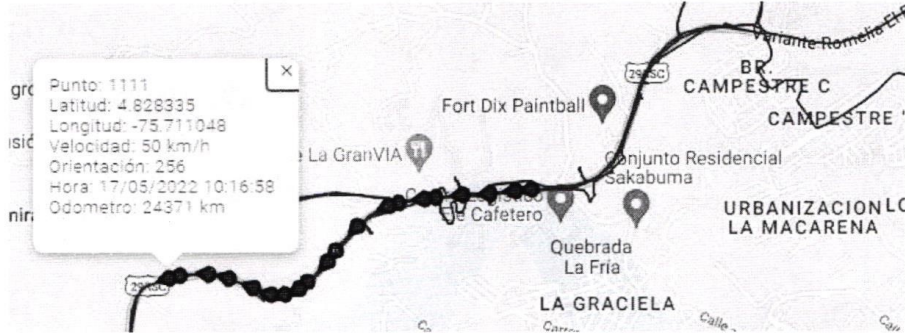 Variante Romelia El
29RSC
BR.
CAMPESTRE C
CAMPESTRE
Punto: 1111
Latitud: 4.828335
Longitud: -75.711048
Velocidad: 50 km/h
Orientación: 256
Hora: 17/05/2022 10:16:58
Odometro: 24371 km
×
Fort Dix Paintball
e La GranVIA
Conjunto Residencial
Sakabuma
e Cafetero
URBANIZACION
LA MACARENA
LO
Quebrada
La Fría
29RSC
LA GRACIELA
Calle